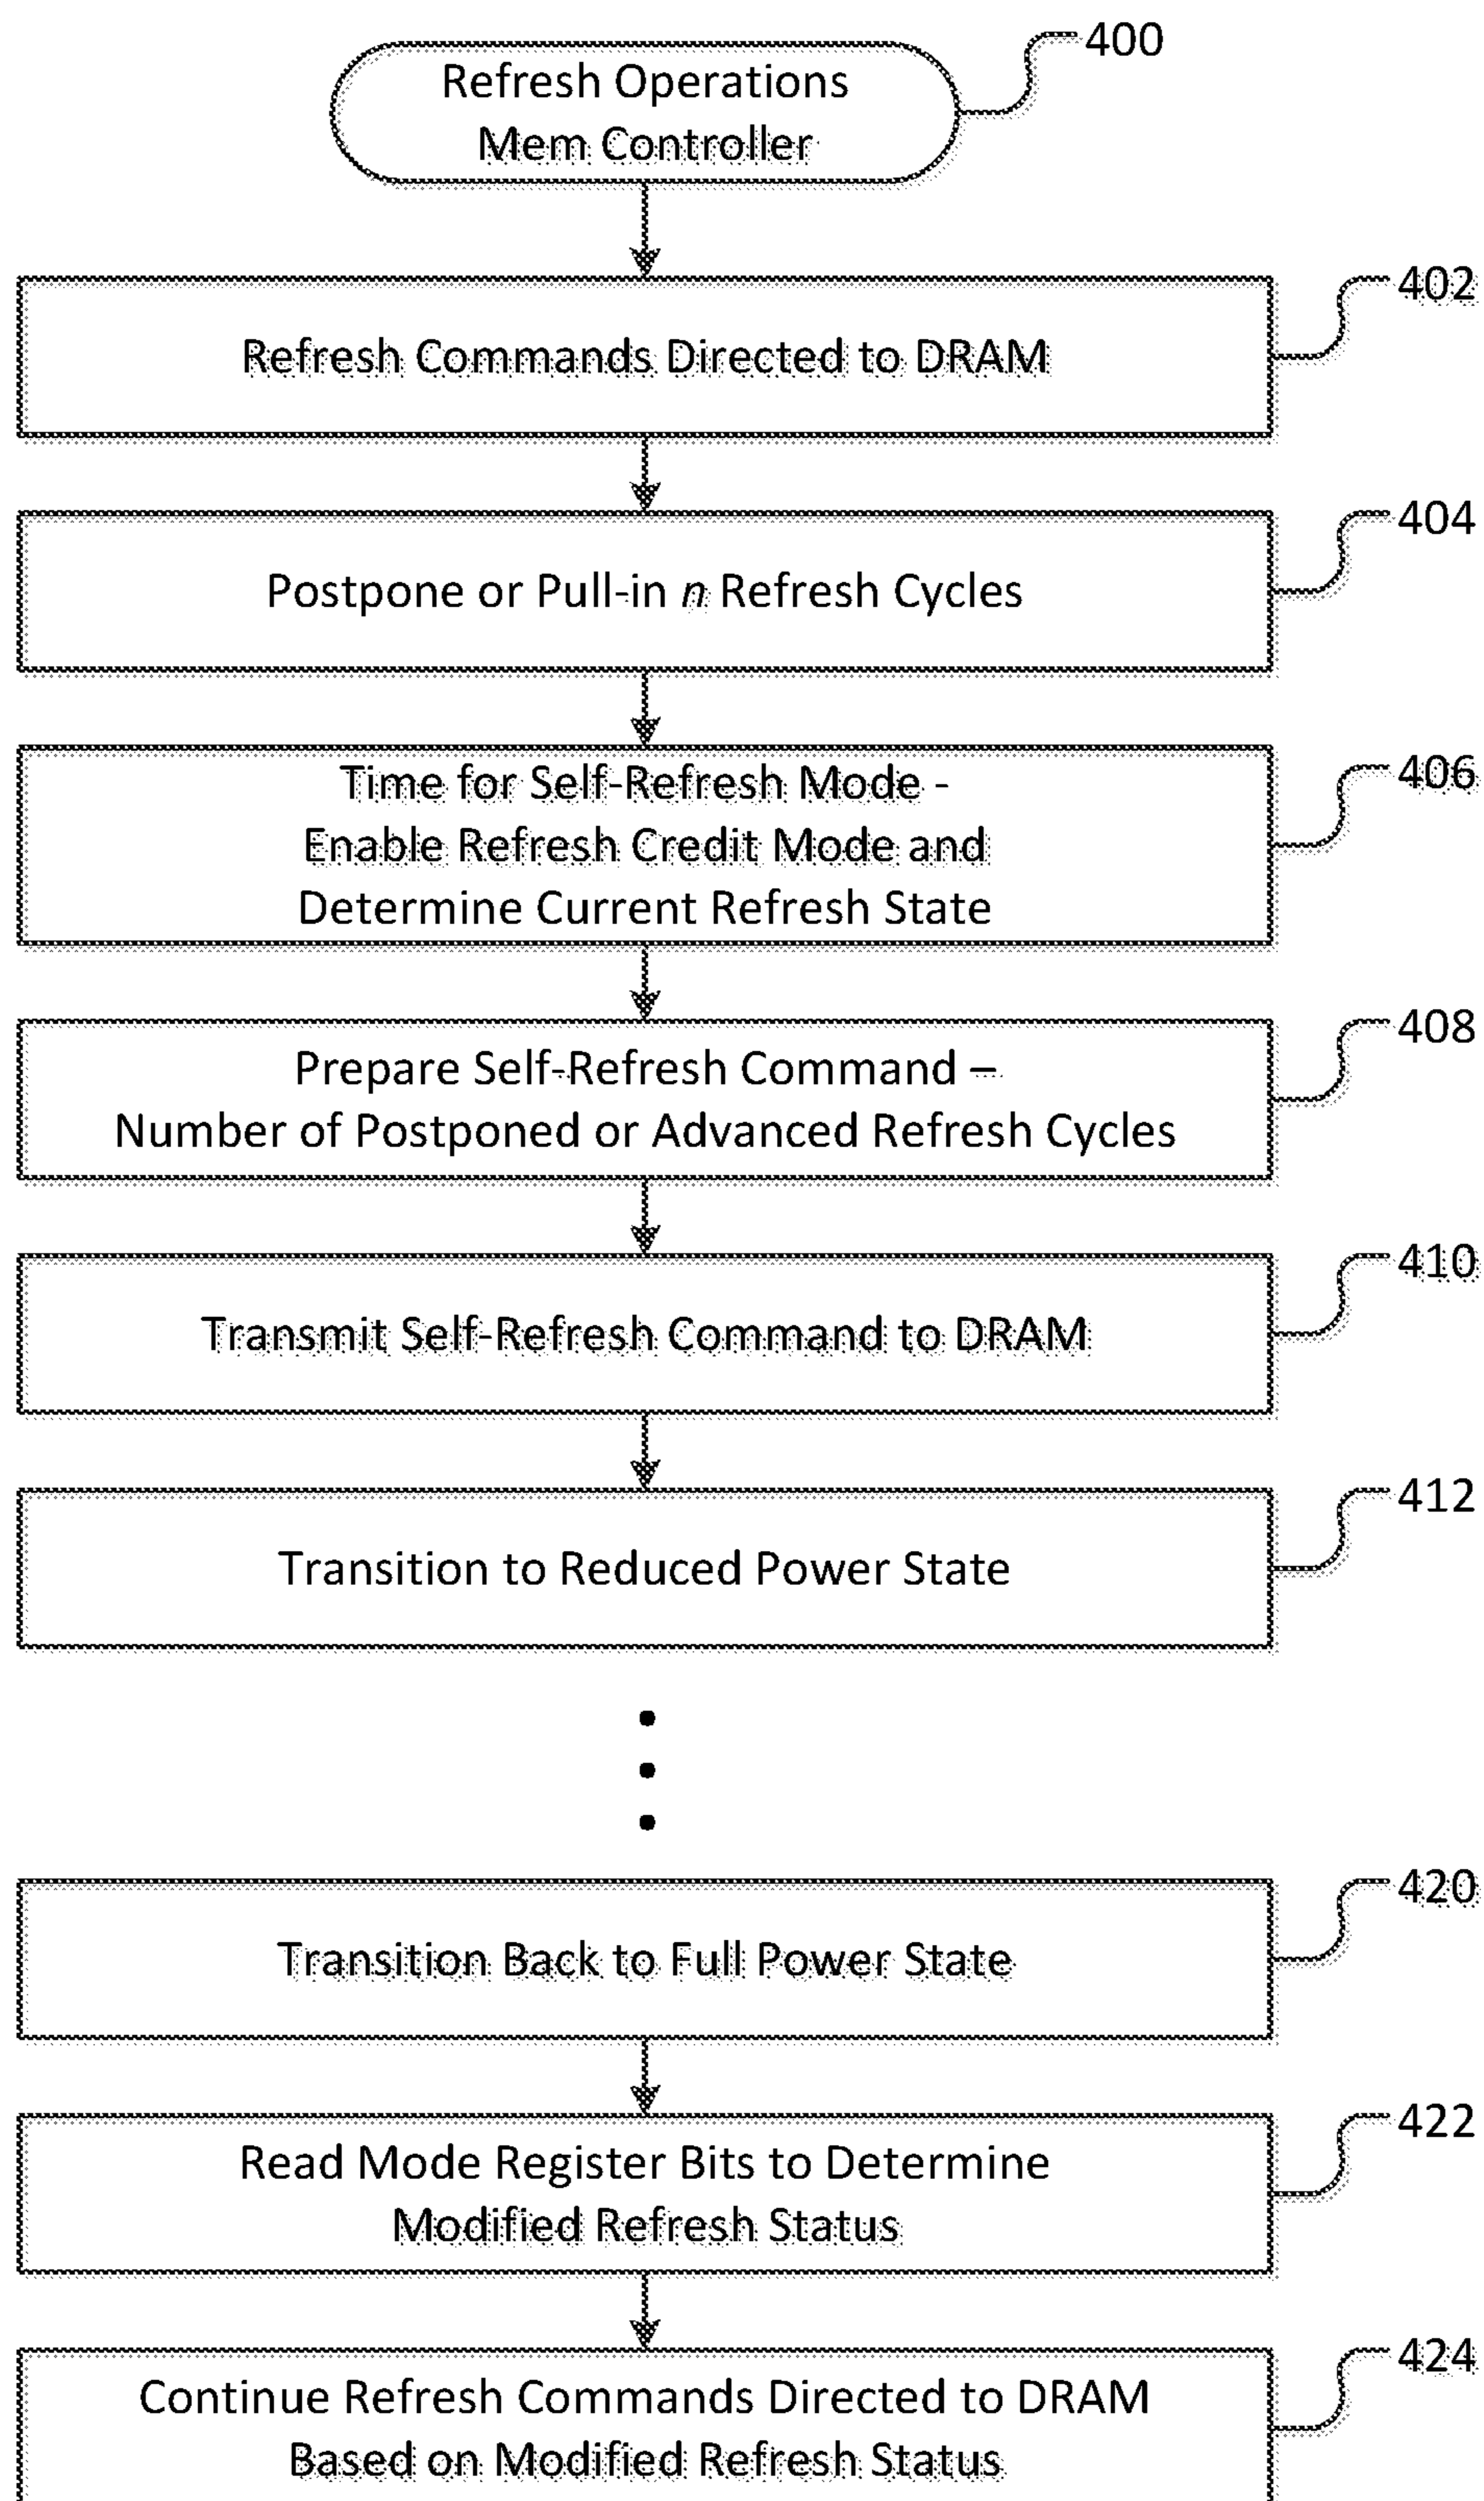 Refresh Operations
Mem Controller
400
Refresh Commands Directed to DRAM
402
Postpone or Pull-in n Refresh Cycles
404
Time for Self-Refresh Mode -
Enable Refresh Credit Mode and
Determine Current Refresh State
406
Prepare Self-Refresh Command –
Number of Postponed or Advanced Refresh Cycles
408
Transmit Self-Refresh Command to DRAM
410
Transition to Reduced Power State
412
Transition Back to Full Power State
420
Read Mode Register Bits to Determine
Modified Refresh Status
422
Continue Refresh Commands Directed to DRAM
Based on Modified Refresh Status
424